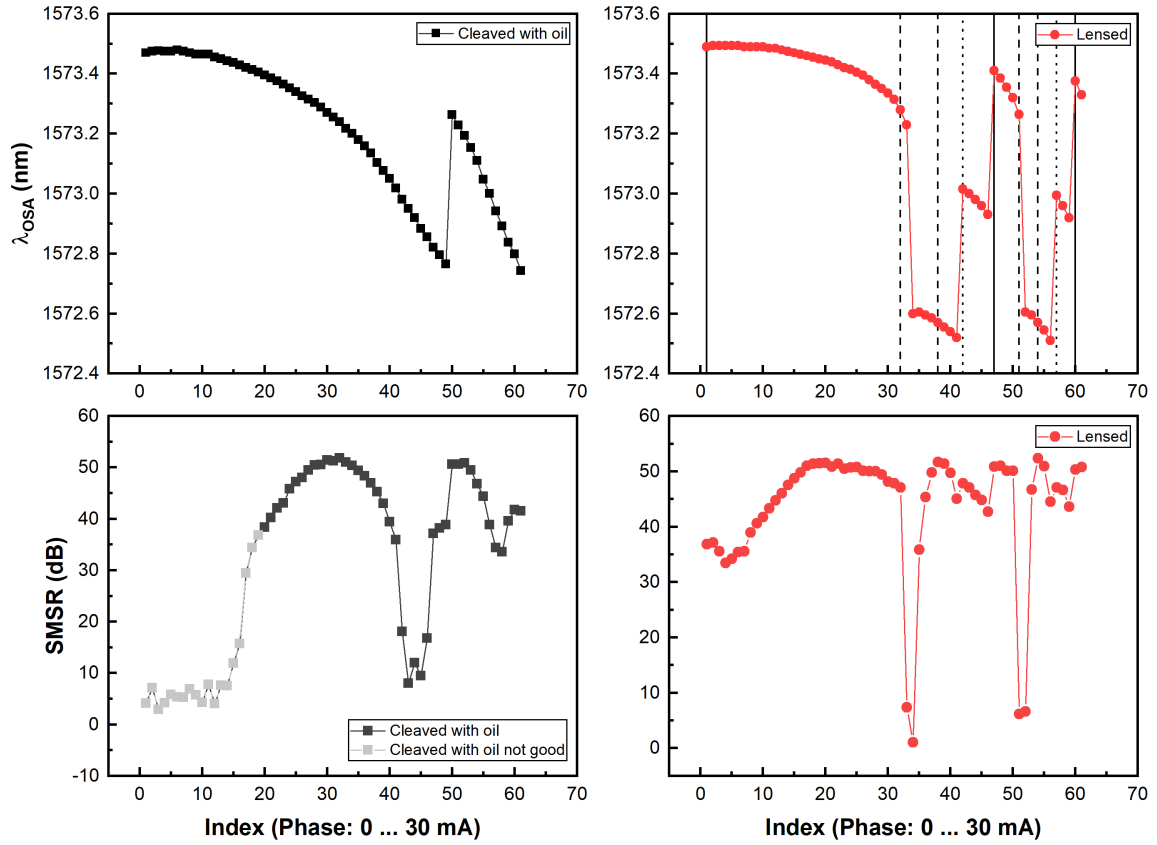 1573.6
1573.4
1573.2
1573.0
1572.8
1572.6
1572.4
λOSA (nm)
0 10 20 30 40 50 60 70
Cleaved with oil
1573.6
1573.4
1573.2
1573.0
1572.8
1572.6
1572.4
0 10 20 30 40 50 60 70
Lensed
60
50
40
30
20
10
0
-10
SMSR (dB)
Cleaved with oil
Cleaved with oil not good
0 10 20 30 40 50 60 70
Index (Phase: 0 ... 30 mA)
60
50
40
30
20
10
0
Lensed
0 10 20 30 40 50 60 70
Index (Phase: 0 ... 30 mA)